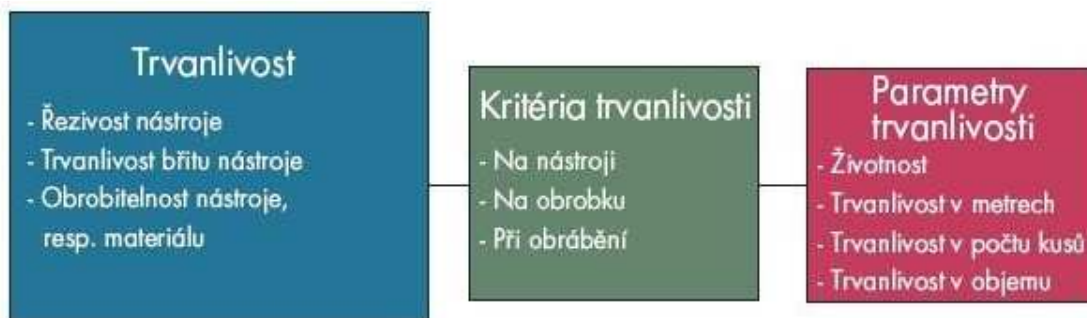 Trvanlivost
- Řezivost nástroje
- Trvanlivost břitu nástroje
- Obrobitelnost nástroje,
resp. materiálu
Kritéria trvanlivosti
- Na nástroji
- Na obrobku
- Při obrábění
Parametry
trvanlivosti
- Životnost
- Trvanlivost v metrech
- Trvanlivost v počtu kusů
- Trvanlivost v objemu